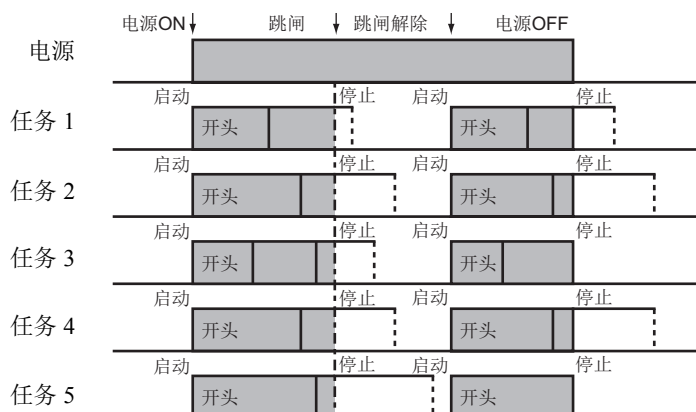 电源ON 跳闸 跳闸解除 电源OFF
电源
启动 停止 启动 停止
任务 1 开头 开头
启动 停止 启动 停止
任务 2 开头 开头
启动 停止 启动 停止
任务 3 开头 开头
启动 停止 启动 停止
任务 4 开头 开头
启动 停止 启动 停止
任务 5 开头 开头